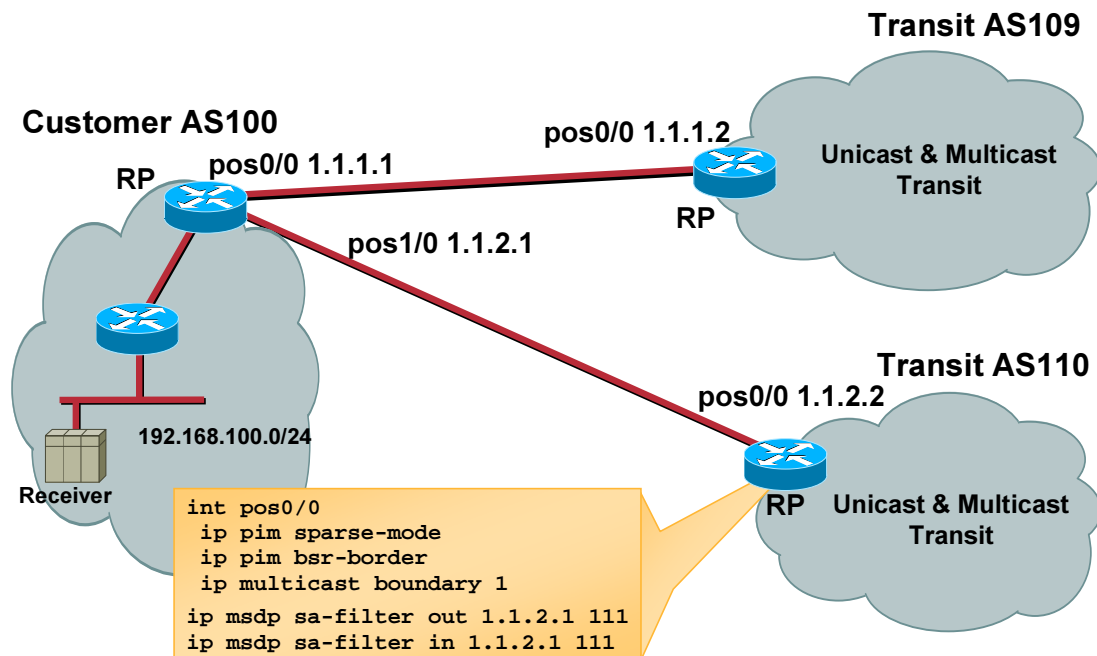 Transit AS109
Customer AS100
pos0/0 1.1.1.2
RP
pos0/0 1.1.1.1
Unicast & Multicast
Transit
RP
pos1/0 1.1.2.1
Transit AS110
pos0/0 1.1.2.2
192.168.100.0/24
Receiver
RP
Unicast & Multicast
Transit
int pos0/0
ip pim sparse-mode
ip pim bsr-border
ip multicast boundary 1
ip msdp sa-filter out 1.1.2.1 111
ip msdp sa-filter in 1.1.2.1 111